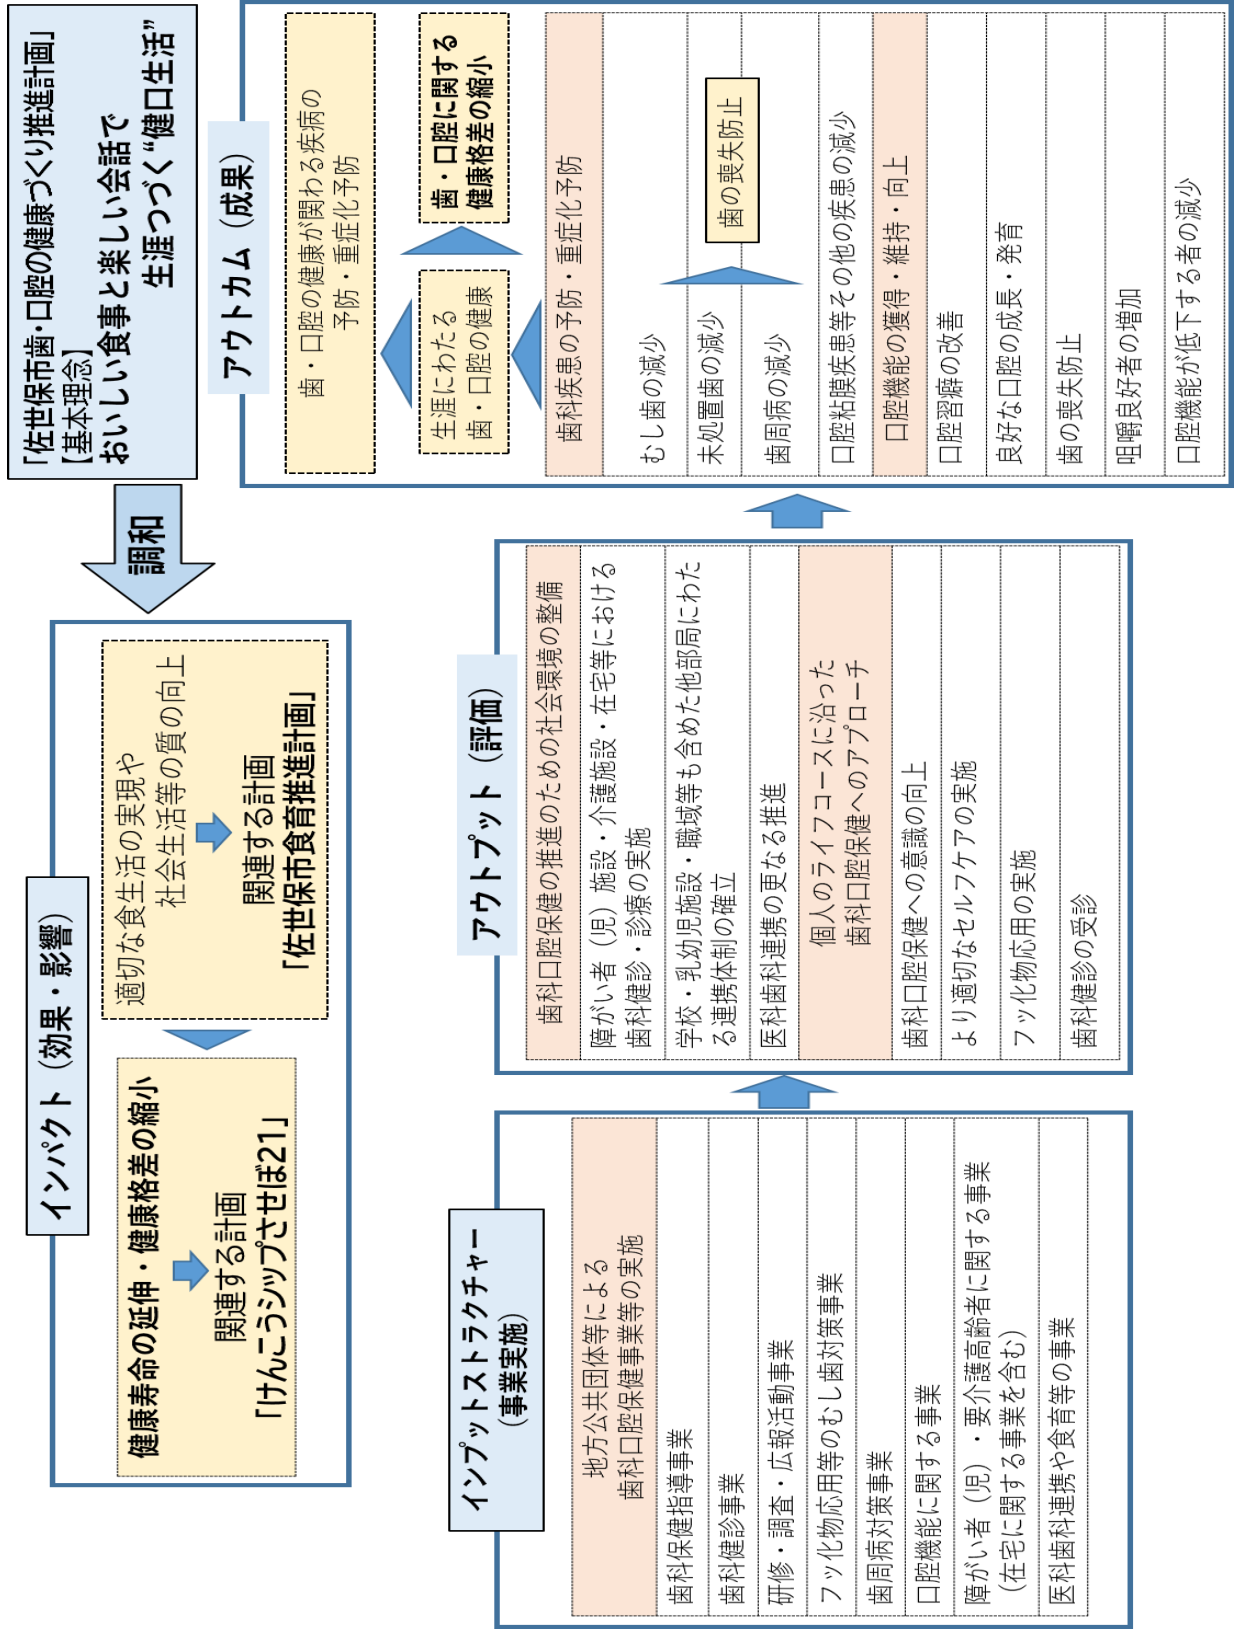 「佐世保市歯・口腔の健康づくり推進計画」
【基本理念】
おいしい食事と楽しい会話で
生涯つづく“健口生活”
調和
インパクト（効果・影響）
健康寿命の延伸・健康格差の縮小
関連する計画
「けんこうシップさせぼ21」
適切な食生活の実現や
社会生活等の質の向上
関連する計画
「佐世保市食育推進計画」
インプットストラクチャー
（事業実施）
地方公共団体等による
歯科口腔保健事業等の実施
歯科保健指導事業
歯科健診事業
研修・調査・広報活動事業
フッ化物応用等のむし歯対策事業
歯周病対策事業
口腔機能に関する事業
障がい者（児）・要介護高齢者に関する事業
（在宅に関する事業を含む）
医科歯科連携や食育等の事業
アウトプット（評価）
歯科口腔保健の推進のための社会環境の整備
障がい者（児）施設・介護施設・在宅等における
歯科健診・診療の実施
学校・乳幼児施設・職域等も含めた他部局にわた
る連携体制の確立
医科歯科連携の更なる推進
個人のライフコースに沿った
歯科口腔保健へのアプローチ
歯科口腔保健への意識の向上
より適切なセルフケアの実施
フッ化物応用の実施
歯科健診の受診
アウトカム（成果）
歯・口腔の健康が関わる疾病の
予防・重症化予防
生涯にわたる
歯・口腔の健康
歯・口腔に関する
健康格差の縮小
歯科疾患の予防・重症化予防
むし歯の減少
未処置歯の減少
歯周病の減少
歯の喪失防止
口腔粘膜疾患等その他の疾患の減少
口腔機能の獲得・維持・向上
口腔習癖の改善
良好な口腔の成長・発育
歯の喪失防止
咀嚼良好者の増加
口腔機能が低下する者の減少